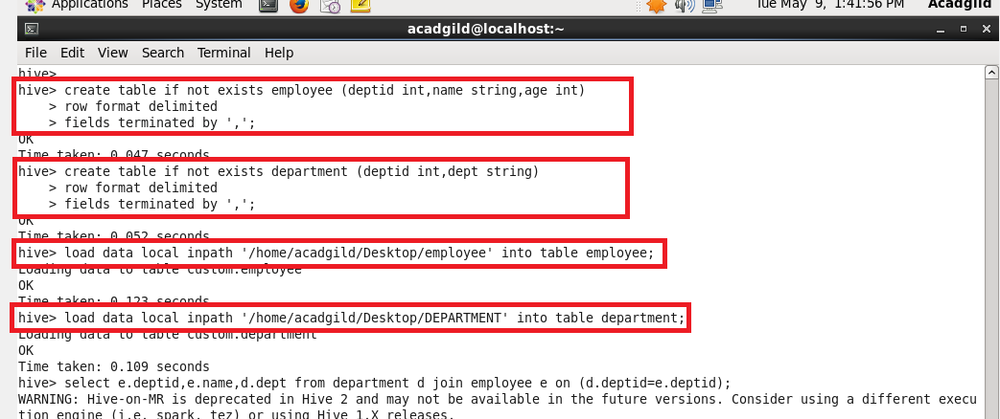 Applications Places System Tue May 9, 1:41:56 PM Acadgild
acadgild@localhost:~
File Edit View Search Terminal Help
hive>
hive> create table if not exists employee (deptid int,name string,age int)
> row format delimited
> fields terminated by ',';
OK
Time taken: 0.047 seconds
hive> create table if not exists department (deptid int,dept string)
> row format delimited
> fields terminated by ',';
OK
Time taken: 0.052 seconds
hive> load data local inpath '/home/acadgild/Desktop/employee' into table employee;
Loading data to table custom.employee
OK
Time taken: 0.123 seconds
hive> load data local inpath '/home/acadgild/Desktop/DEPARTMENT' into table department;
Loading data to table custom.department
OK
Time taken: 0.109 seconds
hive> select e.deptid,e.name,d.dept from department d join employee e on (d.deptid=e.deptid);
WARNING: Hive-on-MR is deprecated in Hive 2 and may not be available in the future versions. Consider using a different execu
tion engine (i.e. spark, tez) or using Hive 1.X releases.